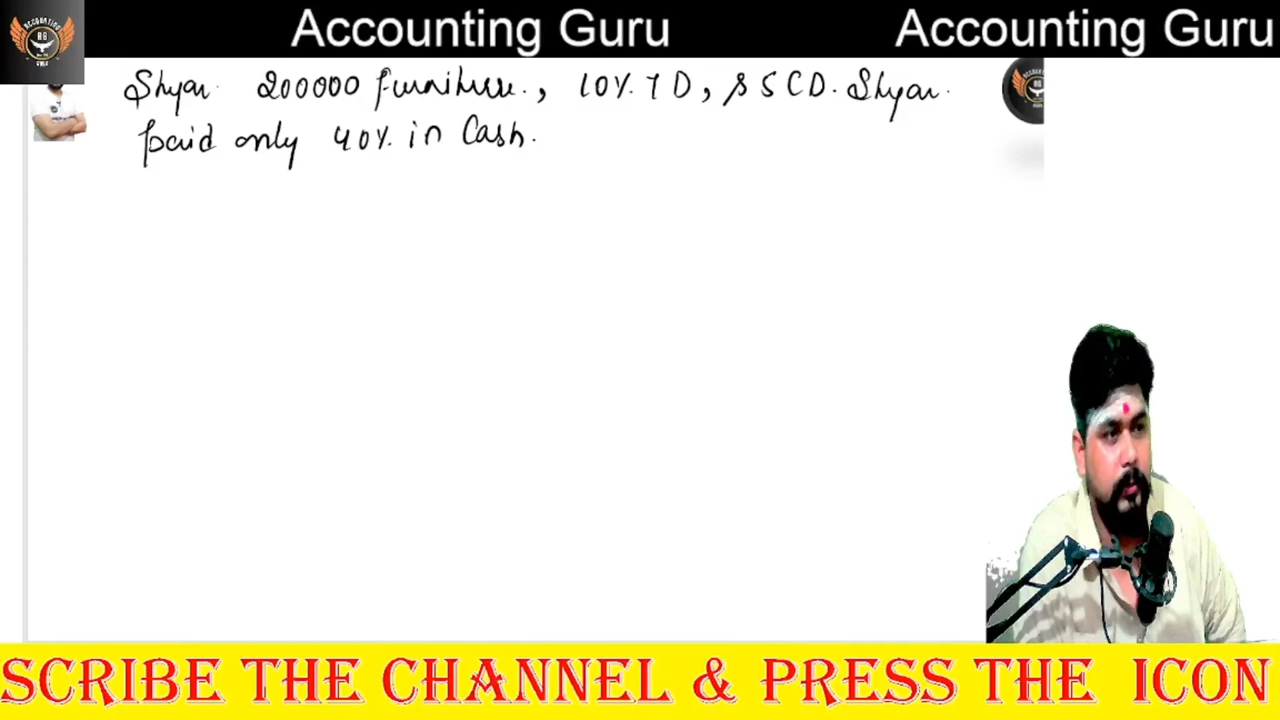 Accounting Guru Accounting Guru
Shyam 200000 furniture, 10% TD, 5 CD. Shyam
paid only 40% in Cash.
SCRIBE THE CHANNEL & PRESS THE ICON